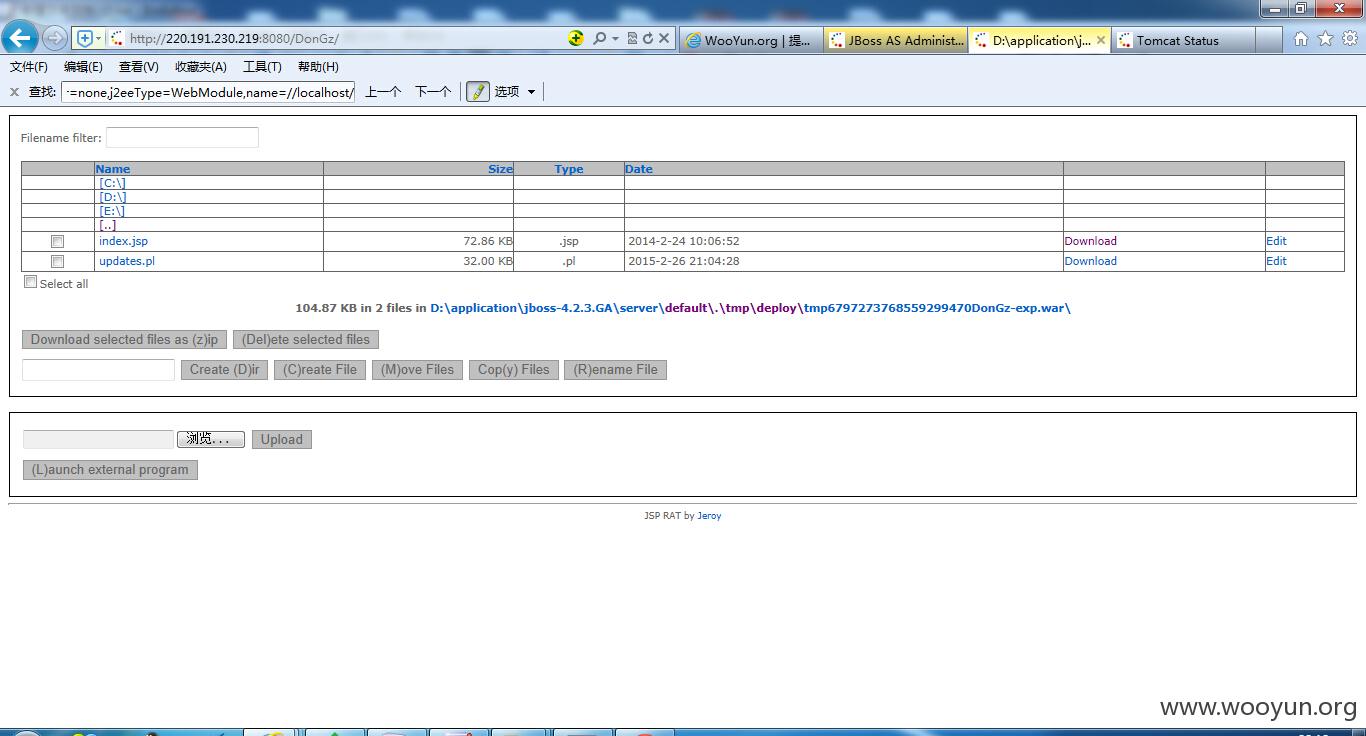 http://220.191.230.219:8080/DonGz/
WooYun.org | 提... JBoss AS Administ... D:\application\j... Tomcat Status
文件(F) 编辑(E) 查看(V) 收藏夹(A) 工具(T) 帮助(H)
查找: =none,j2eeType=WebModule,name=//localhost/ 上一个 下一个 选项
Filename filter:
Name Size Type Date
[C:\]
[D:\]
[E:\]
[..]
index.jsp 72.86 KB .jsp 2014-2-24 10:06:52 Download Edit
updates.pl 32.00 KB .pl 2015-2-26 21:04:28 Download Edit
Select all
104.87 KB in 2 files in D:\application\jboss-4.2.3.GA\server\default\.\tmp\deploy\tmp6797273768559299470DonGz-exp.war\
Download selected files as (z)ip (Del)ete selected files
Create (D)ir (C)reate File (M)ove Files Cop(y) Files (R)ename File
浏览... Upload
(L)aunch external program
JSP RAT by Jeroy
www.wooyun.org